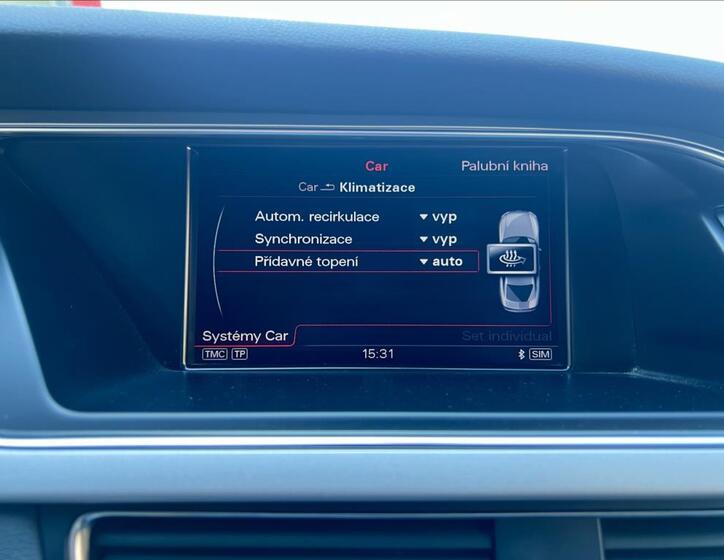 Car Palubní kniha
Car Klimatizace
Autom. recirkulace vyp
Synchronizace vyp
Přídavné topení auto
Systémy Car Set individual
TMC TP 15:31 SIM